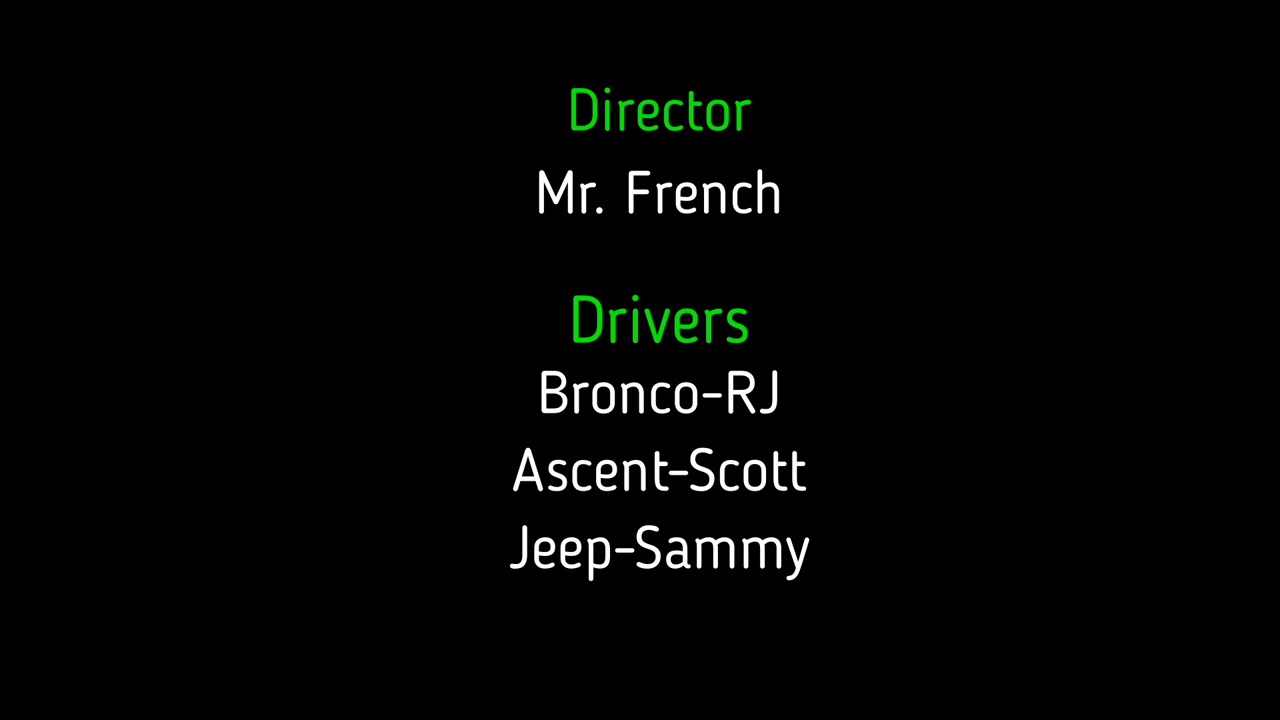 Director
Mr. French
Drivers
Bronco-RJ
Ascent-Scott
Jeep-Sammy